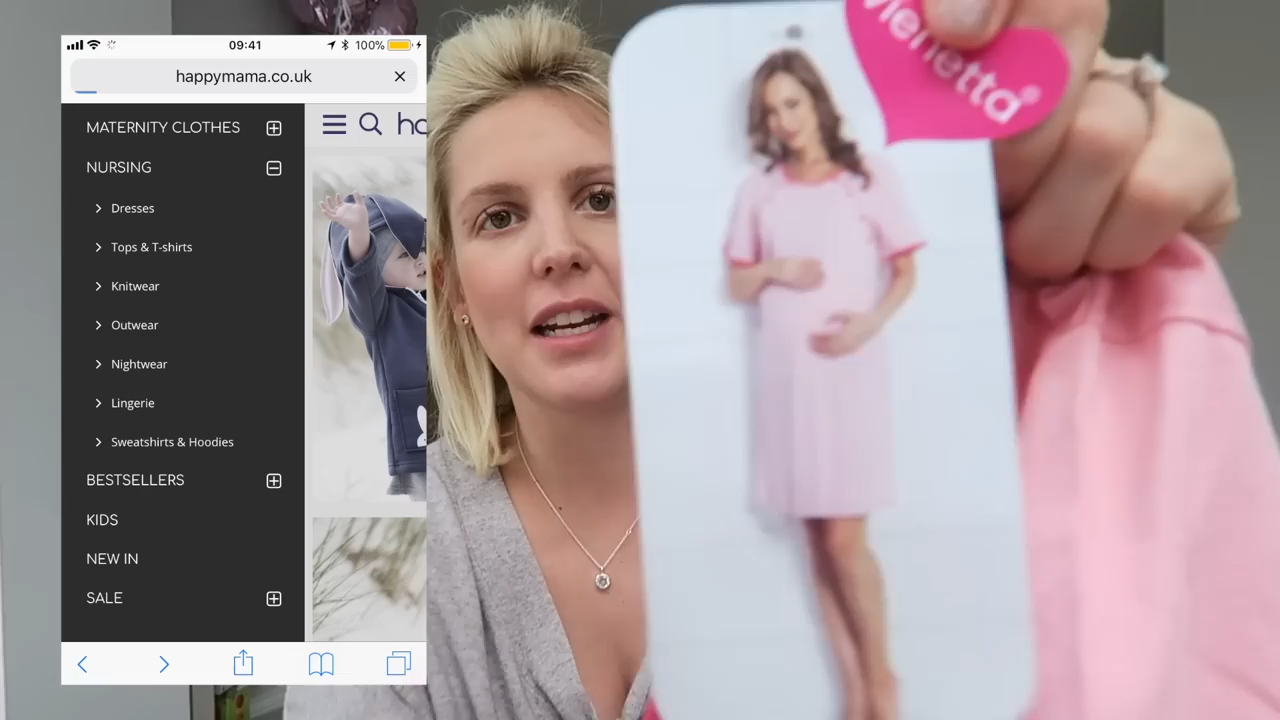 09:41
100%
happymama.co.uk
MATERNITY CLOTHES
NURSING
Dresses
Tops & T-shirts
Knitwear
Outwear
Nightwear
Lingerie
Sweatshirts & Hoodies
BESTSELLERS
KIDS
NEW IN
SALE